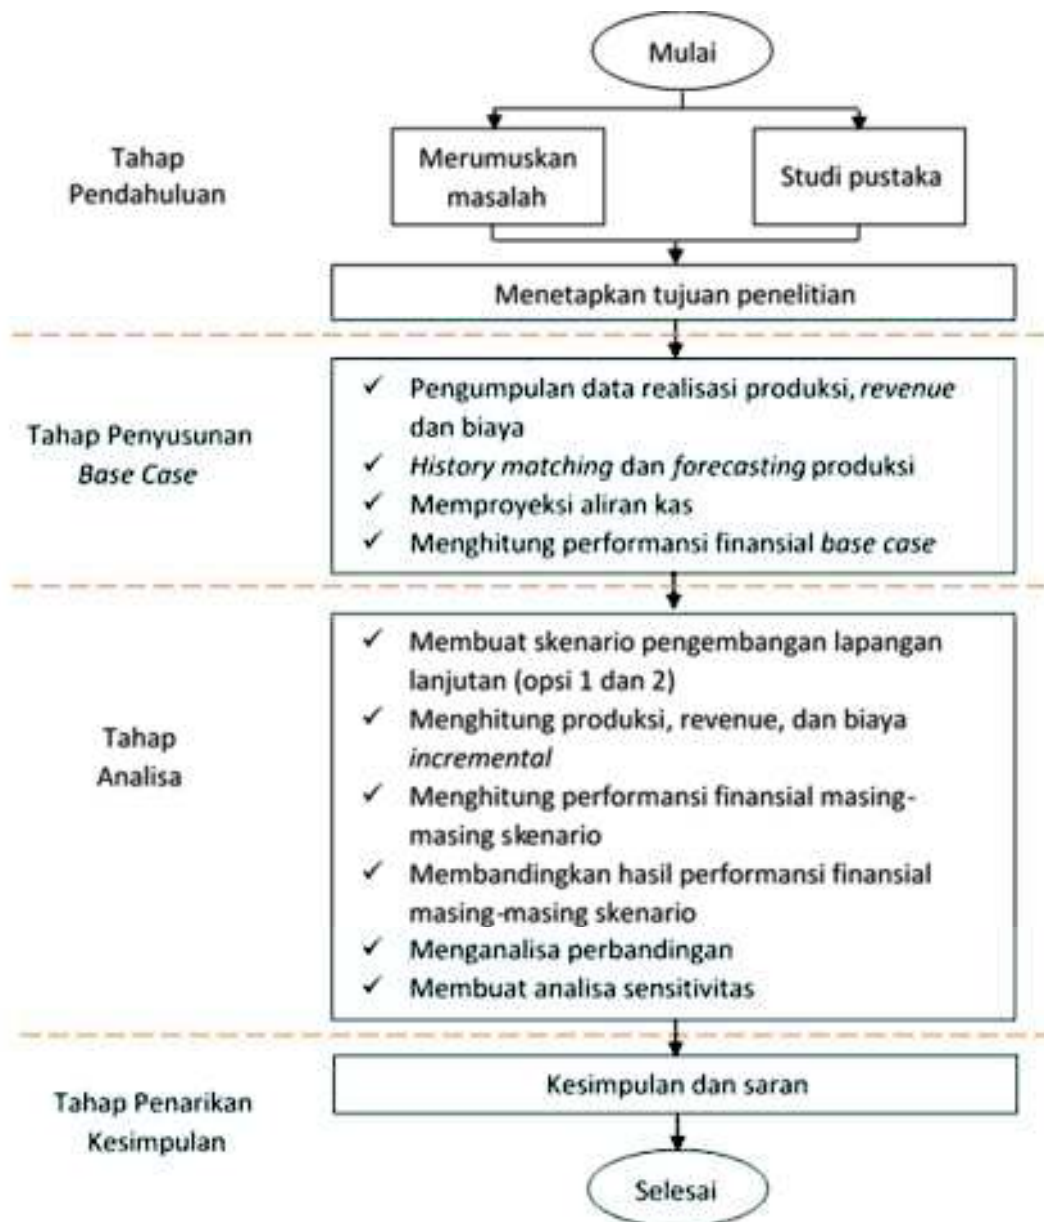 Mulai
Tahap
Pendahuluan
Merumuskan
masalah
Studi pustaka
Menetapkan tujuan penelitian
Tahap Penyusunan
Base Case
✓ Pengumpulan data realisasi produksi, revenue
dan biaya
✓ History matching dan forecasting produksi
✓ Memproyeksi aliran kas
✓ Menghitung performansi finansial base case
Tahap
Analisa
✓ Membuat skenario pengembangan lapangan
lanjutan (opsi 1 dan 2)
✓ Menghitung produksi, revenue, dan biaya
incremental
✓ Menghitung performansi finansial masing-
masing skenario
✓ Membandingkan hasil performansi finansial
masing-masing skenario
✓ Menganalisa perbandingan
✓ Membuat analisa sensitivitas
Tahap Penarikan
Kesimpulan
Kesimpulan dan saran
Selesai